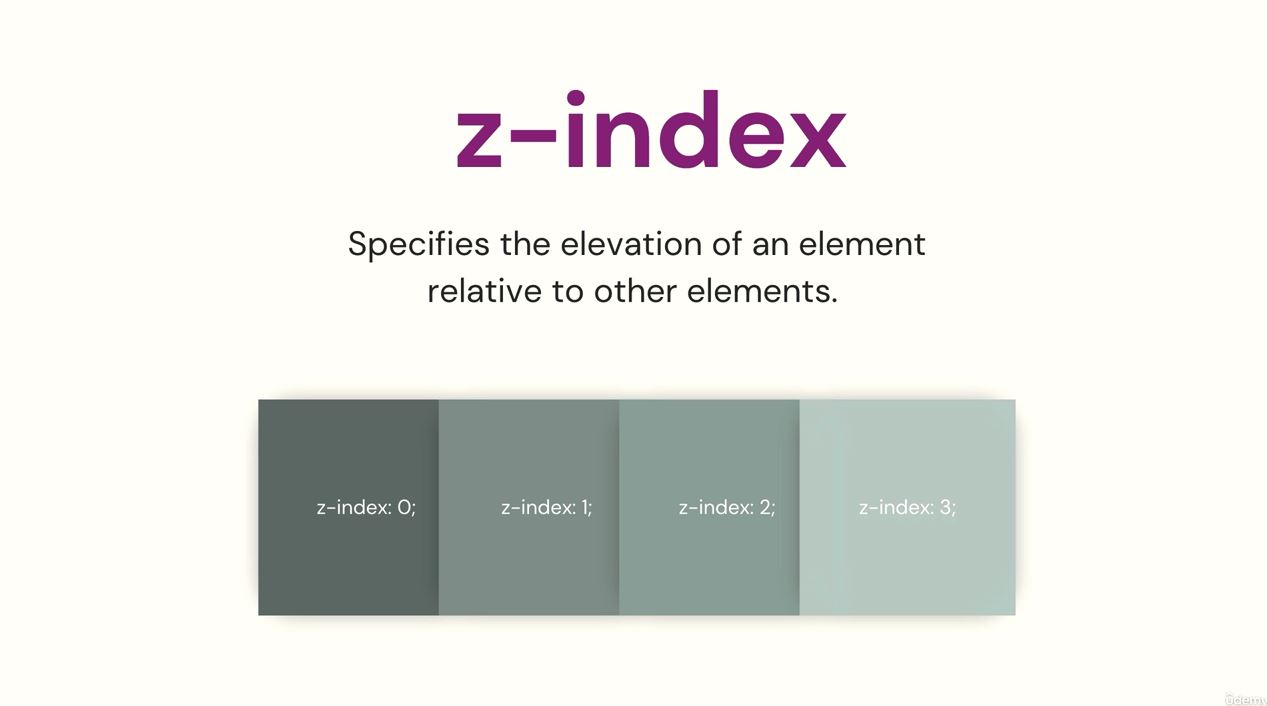 z-index
Specifies the elevation of an element
relative to other elements.
z-index: 0;
z-index: 1;
z-index: 2;
z-index: 3;
ûdemy